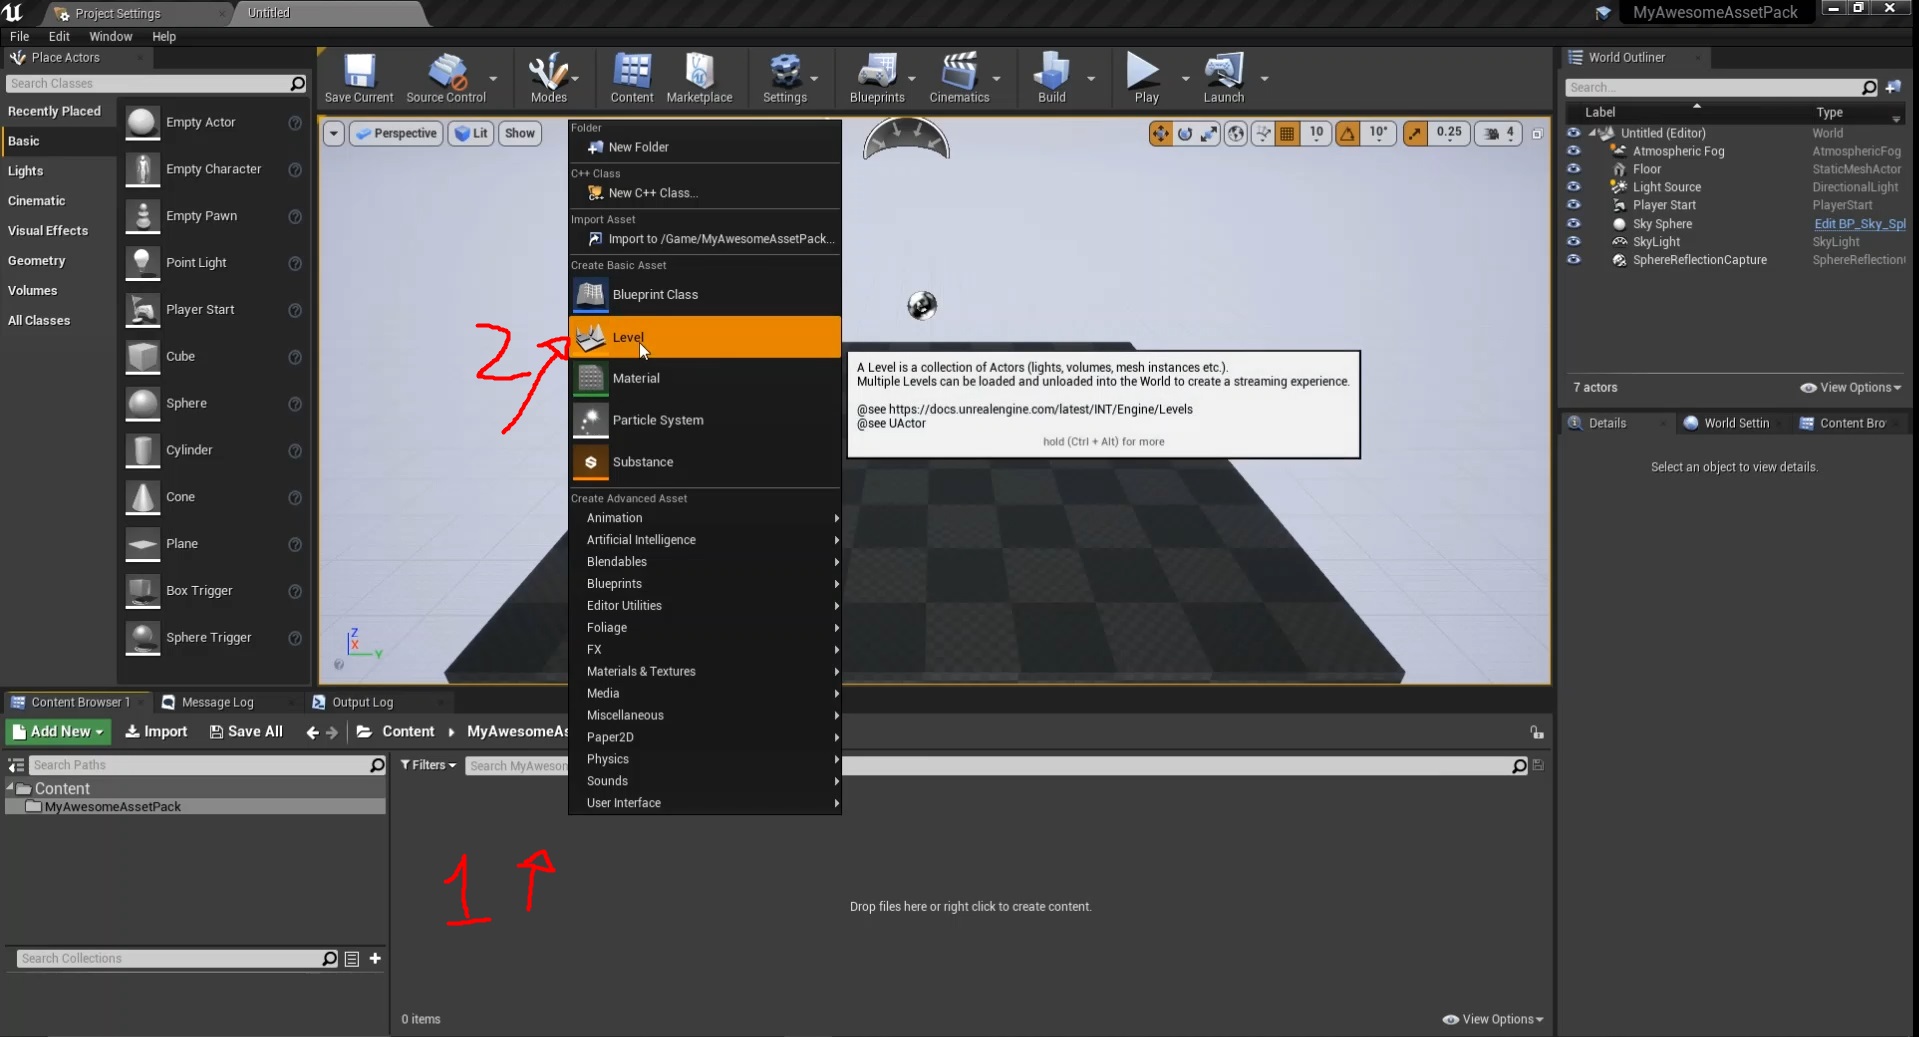 Project Settings
Untitled
MyAwesomeAssetPack
File Edit Window Help
Place Actors
Search Classes
Recently Placed
Basic
Lights
Cinematic
Visual Effects
Geometry
Volumes
All Classes
Empty Actor
Empty Character
Empty Pawn
Point Light
Player Start
Cube
Sphere
Cylinder
Cone
Plane
Box Trigger
Sphere Trigger
Save Current
Source Control
Modes
Content
Marketplace
Settings
Blueprints
Cinematics
Build
Play
Launch
Perspective
Lit
Show
10
10°
0.25
4
Folder
New Folder
C++ Class
New C++ Class...
Import Asset
Import to /Game/MyAwesomeAssetPack...
Create Basic Asset
Blueprint Class
Level
Material
Particle System
Substance
Create Advanced Asset
Animation
Artificial Intelligence
Blendables
Blueprints
Editor Utilities
Foliage
FX
Materials & Textures
Media
Miscellaneous
Paper2D
Physics
Sounds
User Interface
2
A Level is a collection of Actors (lights, volumes, mesh instances etc.).
Multiple Levels can be loaded and unloaded into the World to create a streaming experience.
@see https://docs.unrealengine.com/latest/INT/Engine/Levels
@see UActor
hold (Ctrl + Alt) for more
Z
X
Y
World Outliner
Search...
Label Type
Untitled (Editor) World
Atmospheric Fog AtmosphericFog
Floor StaticMeshActor
Light Source DirectionalLight
Player Start PlayerStart
Sky Sphere Edit BP_Sky_Spl
SkyLight SkyLight
SphereReflectionCapture SphereReflection
7 actors
View Options
Details
World Settin
Content Bro
Select an object to view details.
Content Browser 1
Message Log
Output Log
Add New
Import
Save All
Content
MyAwesomeAs
Search Paths
Filters
Search MyAweson
Content
MyAwesomeAssetPack
1
Drop files here or right click to create content.
Search Collections
0 items
View Options